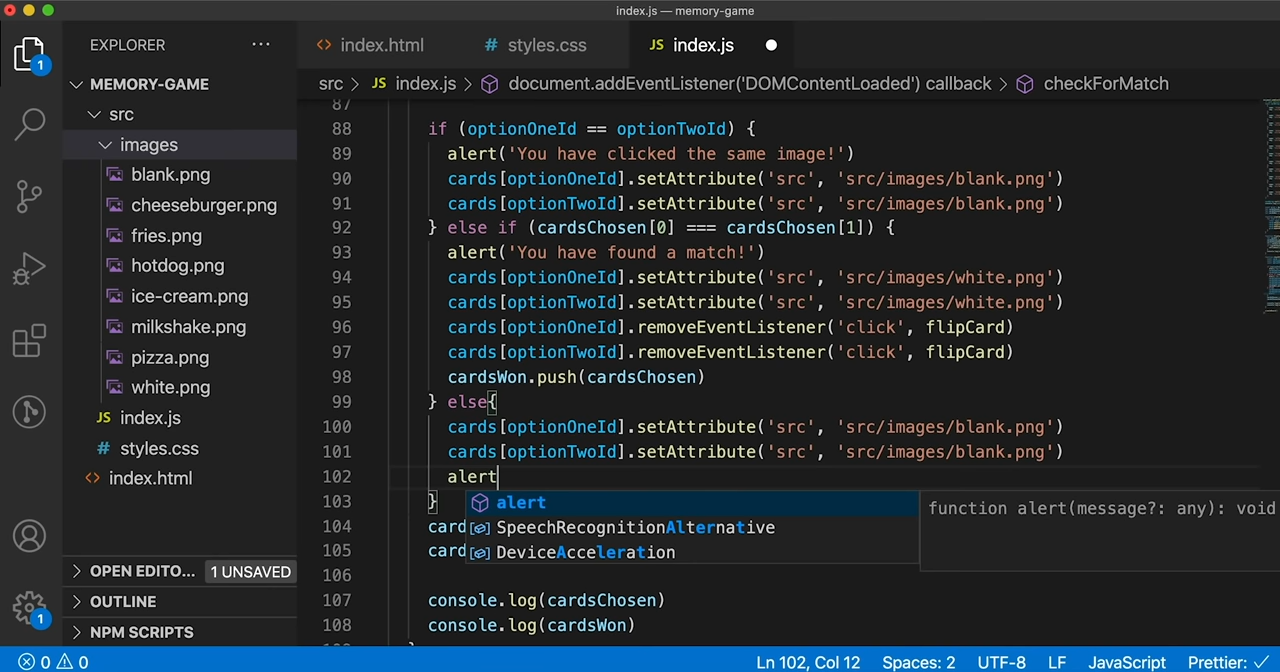 index.js — memory-game
EXPLORER ···
index.html
# styles.css
JS index.js
src > JS index.js > document.addEventListener('DOMContentLoaded') callback > checkForMatch
MEMORY-GAME
src
images
blank.png
cheeseburger.png
fries.png
hotdog.png
ice-cream.png
milkshake.png
pizza.png
white.png
JS index.js
# styles.css
<> index.html
OPEN EDITO... 1 UNSAVED
OUTLINE
NPM SCRIPTS
1
1
87
88 if (optionOneId == optionTwoId) {
89 alert('You have clicked the same image!')
90 cards[optionOneId].setAttribute('src', 'src/images/blank.png')
91 cards[optionTwoId].setAttribute('src', 'src/images/blank.png')
92 } else if (cardsChosen[0] === cardsChosen[1]) {
93 alert('You have found a match!')
94 cards[optionOneId].setAttribute('src', 'src/images/white.png')
95 cards[optionTwoId].setAttribute('src', 'src/images/white.png')
96 cards[optionOneId].removeEventListener('click', flipCard)
97 cards[optionTwoId].removeEventListener('click', flipCard)
98 cardsWon.push(cardsChosen)
99 } else{
100 cards[optionOneId].setAttribute('src', 'src/images/blank.png')
101 cards[optionTwoId].setAttribute('src', 'src/images/blank.png')
102 alert
103 }
alert
function alert(message?: any): void
104 card
SpeechRecognitionAlternative
105 card
DeviceAcceleration
106
107 console.log(cardsChosen)
108 console.log(cardsWon)
0 0
Ln 102, Col 12 Spaces: 2 UTF-8 LF JavaScript Prettier: ✓